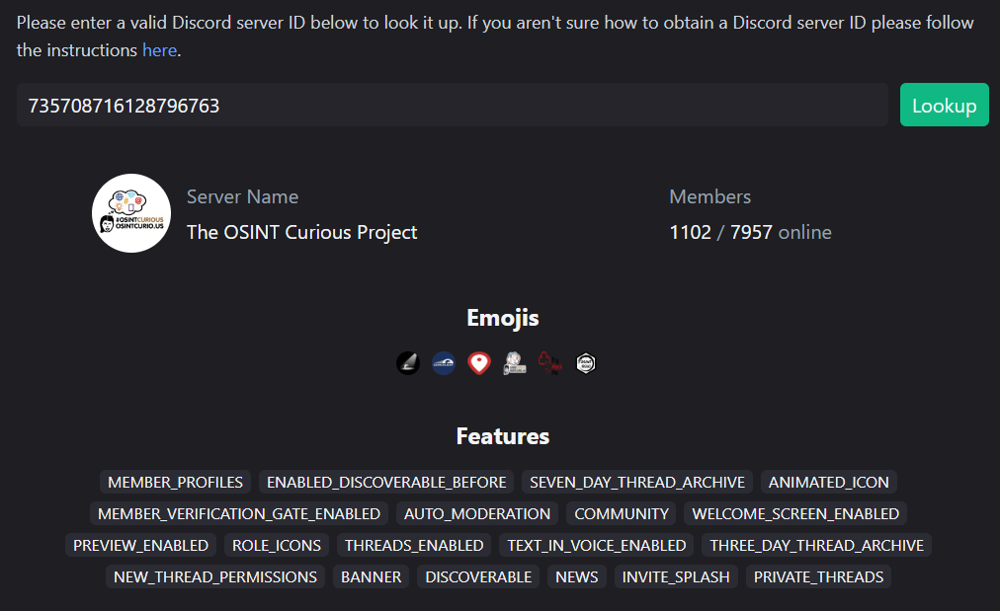 Please enter a valid Discord server ID below to look it up. If you aren't sure how to obtain a Discord server ID please follow
the instructions here.
735708716128796763
Lookup
#OSINTCURIOUS
OSINTCURIO.US
Server Name
The OSINT Curious Project
Members
1102 / 7957 online
Emojis
Features
MEMBER_PROFILES ENABLED_DISCOVERABLE_BEFORE SEVEN_DAY_THREAD_ARCHIVE ANIMATED_ICON
MEMBER_VERIFICATION_GATE_ENABLED AUTO_MODERATION COMMUNITY WELCOME_SCREEN_ENABLED
PREVIEW_ENABLED ROLE_ICONS THREADS_ENABLED TEXT_IN_VOICE_ENABLED THREE_DAY_THREAD_ARCHIVE
NEW_THREAD_PERMISSIONS BANNER DISCOVERABLE NEWS INVITE_SPLASH PRIVATE_THREADS